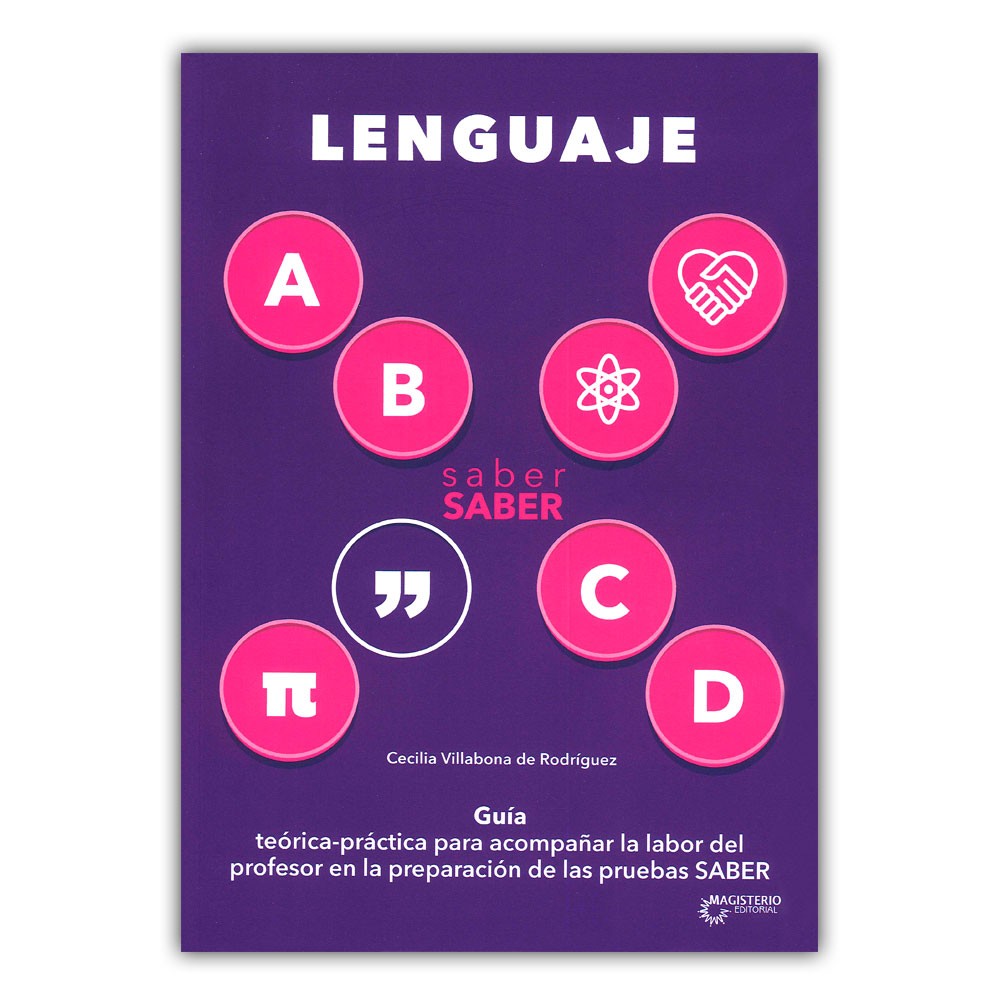 LENGUAJE
A
B
saber
SABER
”
C
π
D
Cecilia Villabona de Rodríguez
Guía
teórica-práctica para acompañar la labor del
profesor en la preparación de las pruebas SABER
MAGISTERIO
EDITORIAL